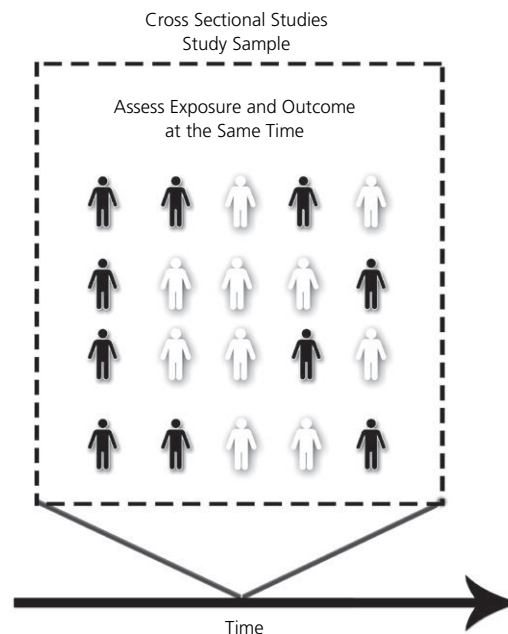 Cross Sectional Studies
Study Sample
Assess Exposure and Outcome
at the Same Time
Time